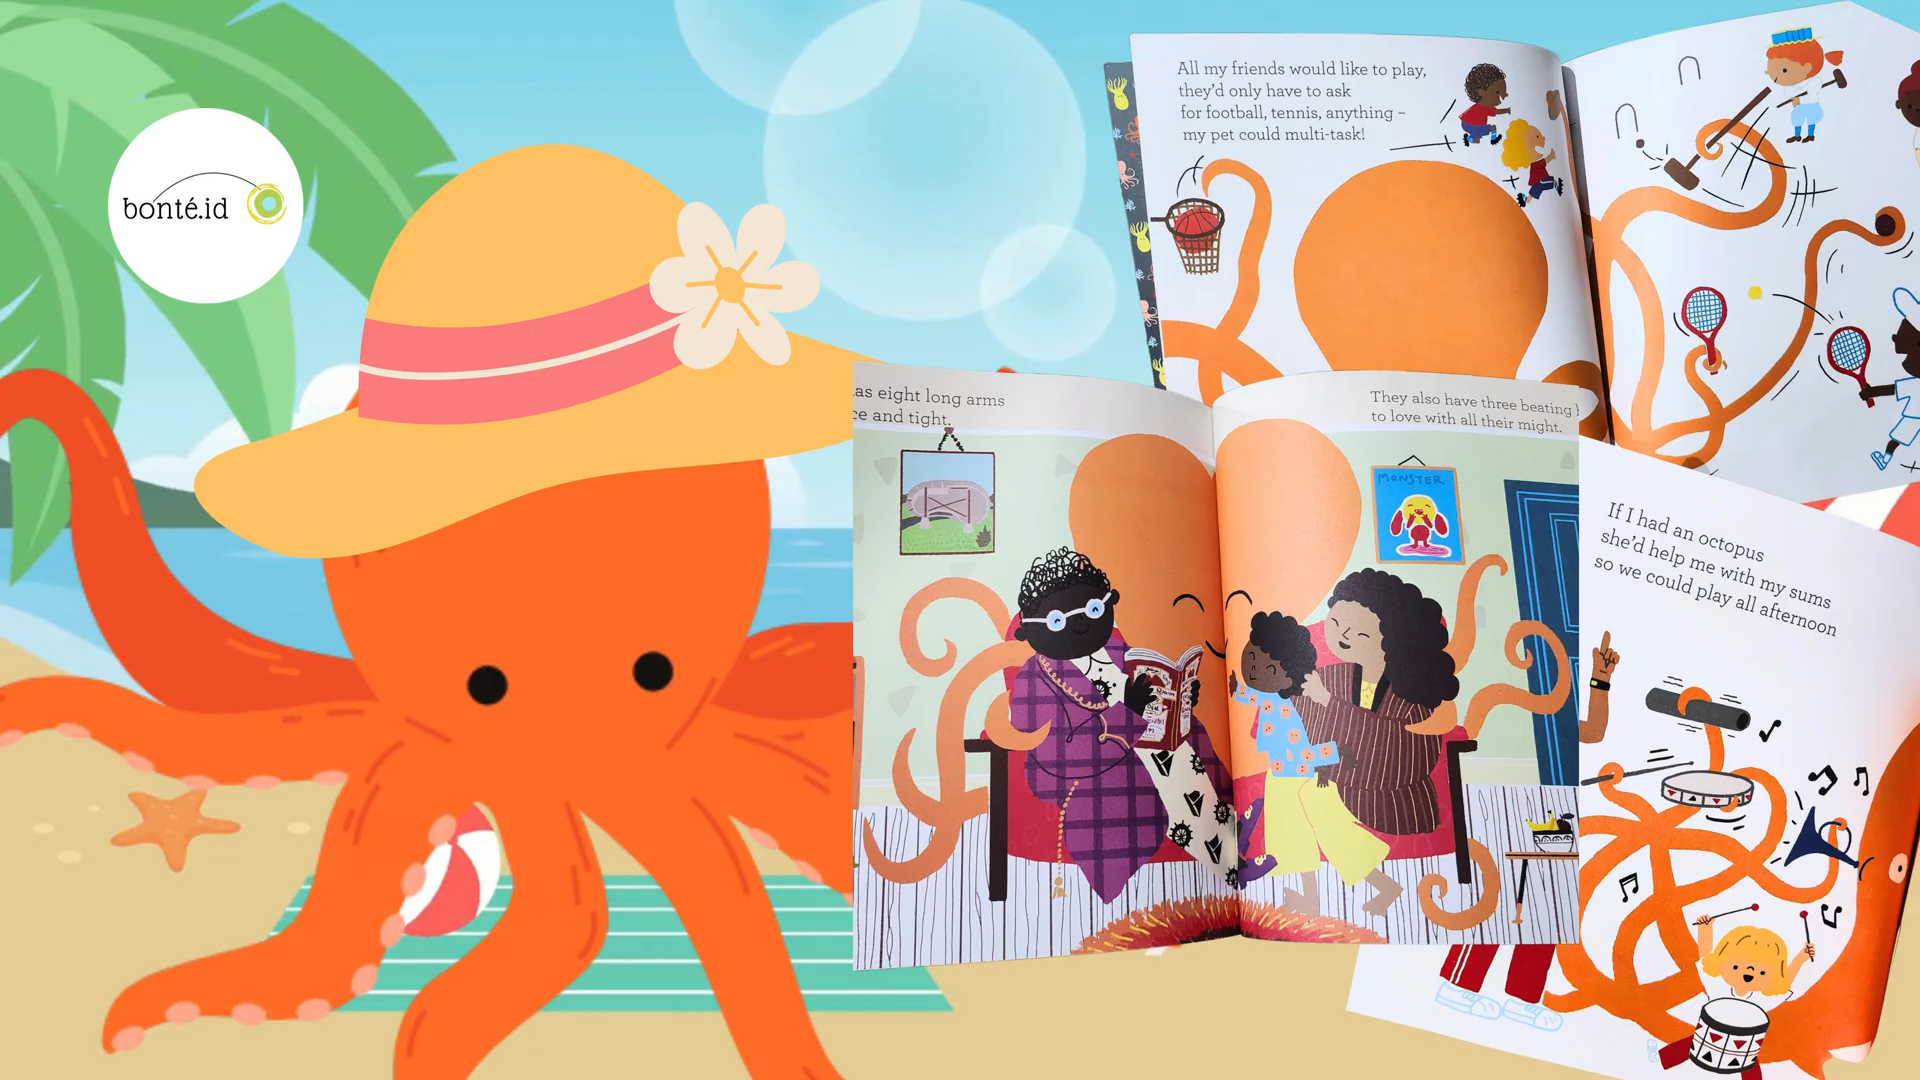 bonté.id
All my friends would like to play,
they'd only have to ask
for football, tennis, anything –
my pet could multi-task!
as eight long arms
ce and tight.
They also have three beating
to love with all their might.
MONSTER
If I had an octopus
she'd help me with my sums
so we could play all afternoon